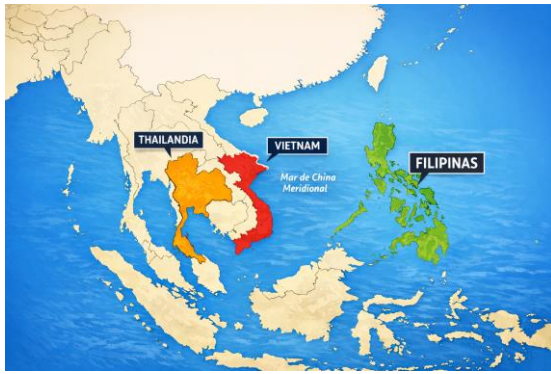 THAILANDIA
VIETNAM
Mar de China
Meridional
FILIPINAS